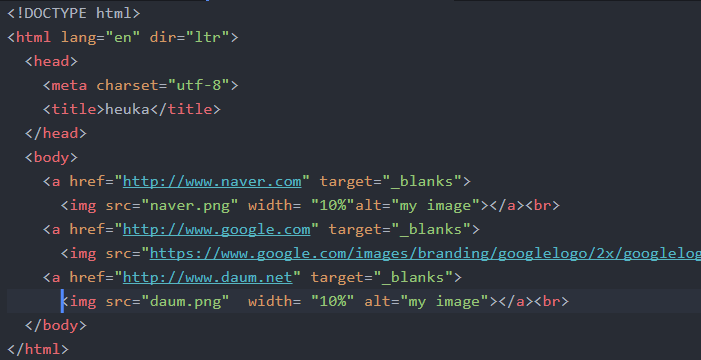 <!DOCTYPE html>
<html lang="en" dir="ltr">
<head>
<meta charset="utf-8">
<title>heuka</title>
</head>
<body>
<a href="http://www.naver.com" target="_blanks">
<img src="naver.png" width= "10%"alt="my image"></a><br>
<a href="http://www.google.com" target="_blanks">
<img src="https://www.google.com/images/branding/googlelogo/2x/googlelog
<a href="http://www.daum.net" target="_blanks">
<img src="daum.png"  width= "10%" alt="my image"></a><br>
</body>
</html>